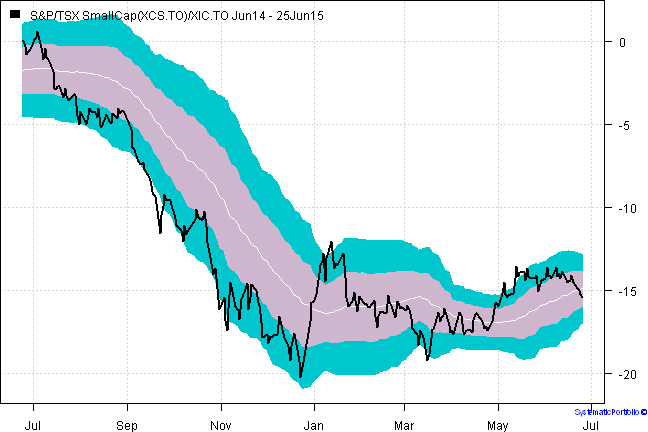 S&P/TSX SmallCap(XCS.TO)/XIC.TO Jun14 - 25Jun15
0
-5
-10
-15
-20
SystematicPortfolio ©
Jul Sep Nov Jan Mar May Jul